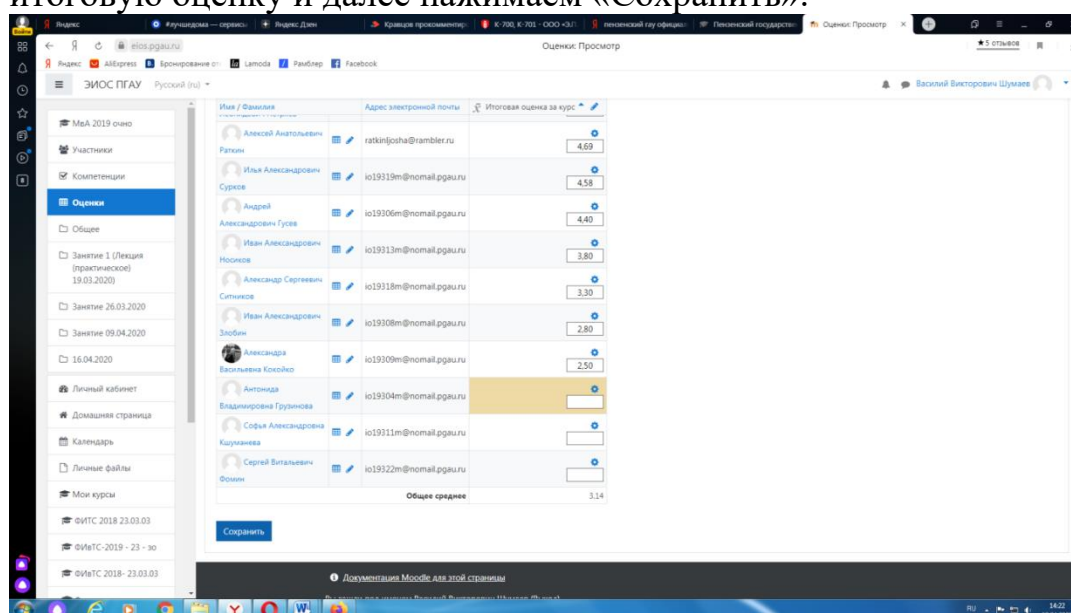 итоговую оценку и далее нажимаем «Сохранить».
Войти
Яндекс
#лучшедома — сервисы
Яндекс.Дзен
Кравцов прокомментир
К-700, К-701 - ООО «ЗЛ
пензенский гау официал
Пензенский государстве
Оценки: Просмотр
elos.pgau.ru
Оценки: Просмотр
★5 отзывов
Яндекс
AliExpress
Бронирование от
Lamoda
Рамблер
Facebook
ЭИОС ПГАУ
Русский (ru)
Василий Викторович Шумаев
МвА 2019 очно
Участники
Компетенции
Оценки
Общее
Занятие 1 (Лекция
(практическое)
19.03.2020)
Занятие 26.03.2020
Занятие 09.04.2020
16.04.2020
Личный кабинет
Домашняя страница
Календарь
Личные файлы
Мои курсы
ФИТС 2018 23.03.03
ФИвТС-2019 - 23 - зо
ФИвТС 2018- 23.03.03
Имя / Фамилия
Адрес электронной почты
Итоговая оценка за курс
Алексей Анатольевич
Раткин
ratkinljosha@rambler.ru
4,69
Илья Александрович
Сурков
io19319m@nomail.pgau.ru
4,58
Андрей
Александрович Гусев
io19306m@nomail.pgau.ru
4,40
Иван Александрович
Носиков
io19313m@nomail.pgau.ru
3,80
Александр Сергеевич
Ситников
io19318m@nomail.pgau.ru
3,30
Иван Александрович
Злобин
io19308m@nomail.pgau.ru
2,80
Александра
Васильевна Кокойко
io19309m@nomail.pgau.ru
2,50
Антонида
Владимировна Грузинова
io19304m@nomail.pgau.ru
Софья Александровна
Кшуманева
io19311m@nomail.pgau.ru
Сергей Витальевич
Фомин
io19322m@nomail.pgau.ru
Общее среднее
3,14
Сохранить
Документация Moodle для этой страницы
RU
14:22